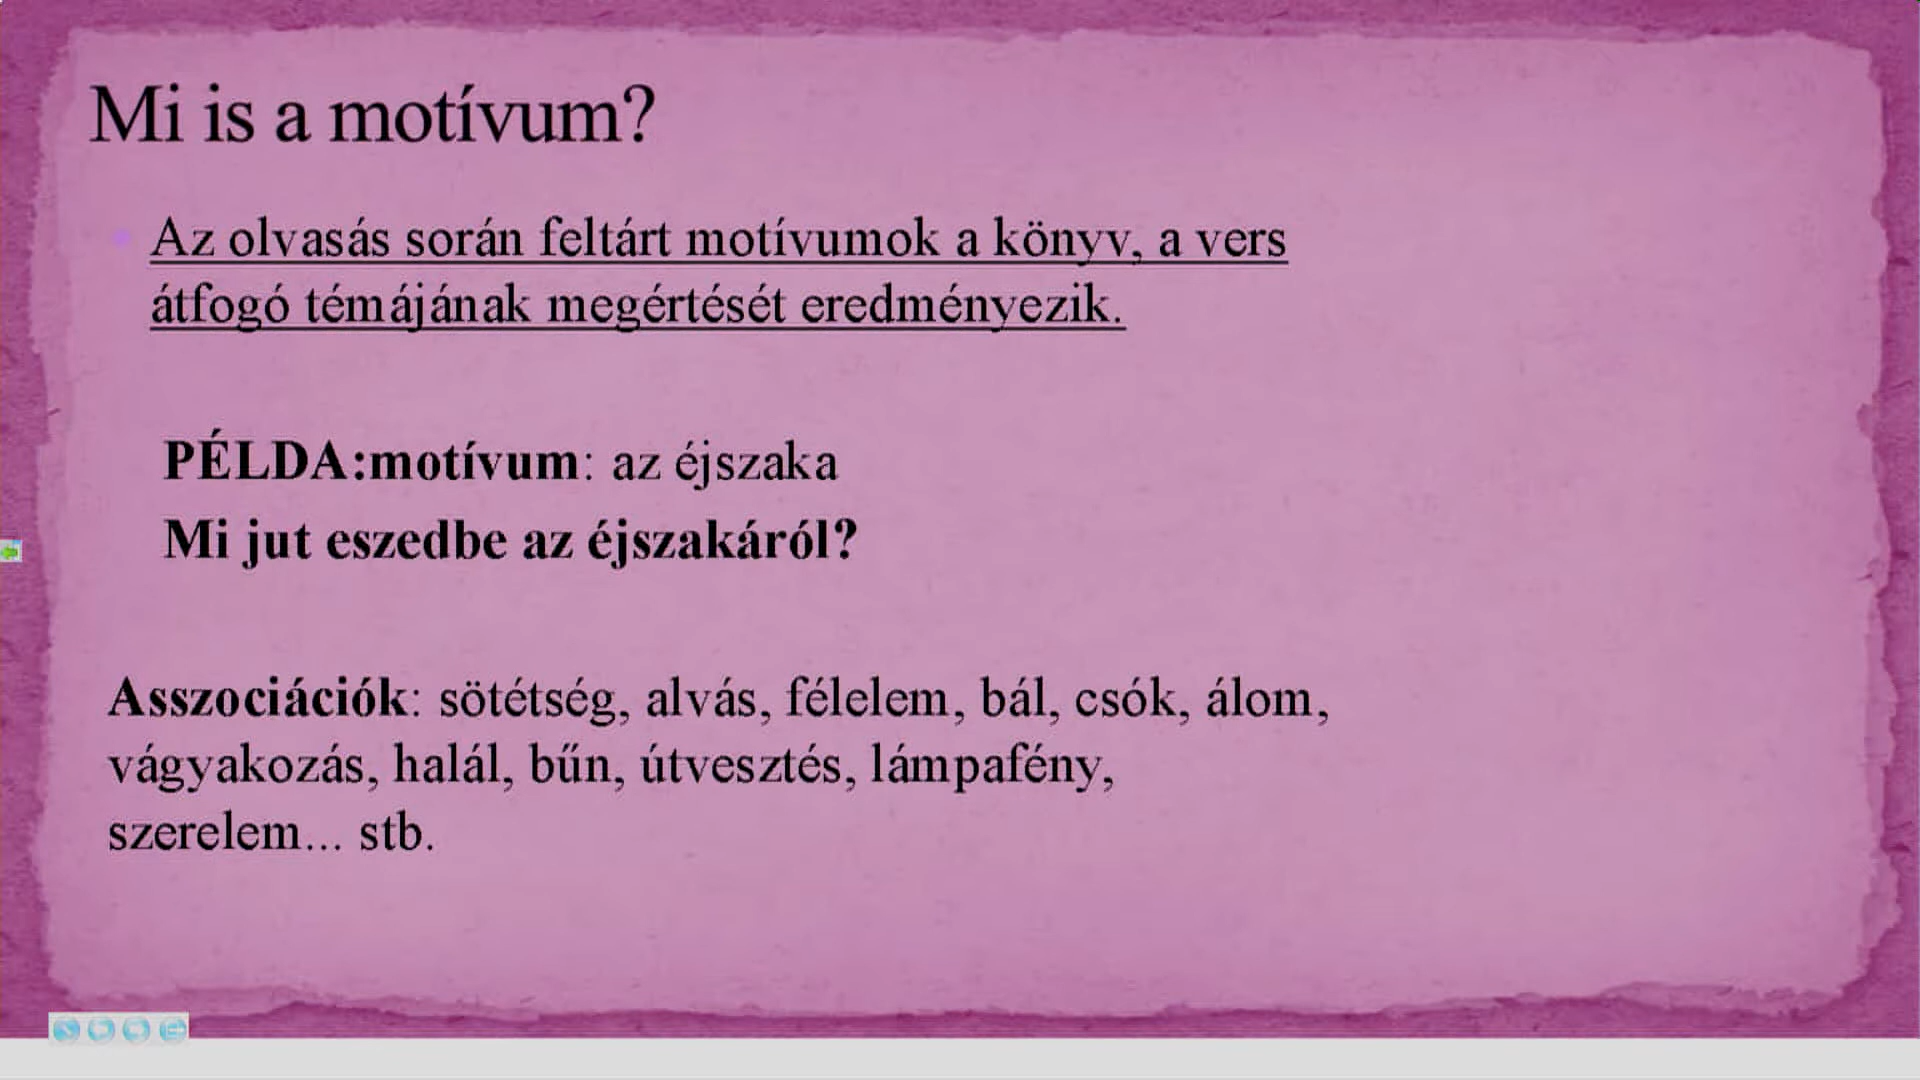 Mi is a motívum?
Az olvasás során feltárt motívumok a könyv, a vers
átfogó témájának megértését eredményezik.
PÉLDA:motívum: az éjszaka
Mi jut eszedbe az éjszakáról?
Asszociációk: sötétség, alvás, félelem, bál, csók, álom,
vágyakozás, halál, bűn, útvesztés, lámpafény,
szerelem... stb.